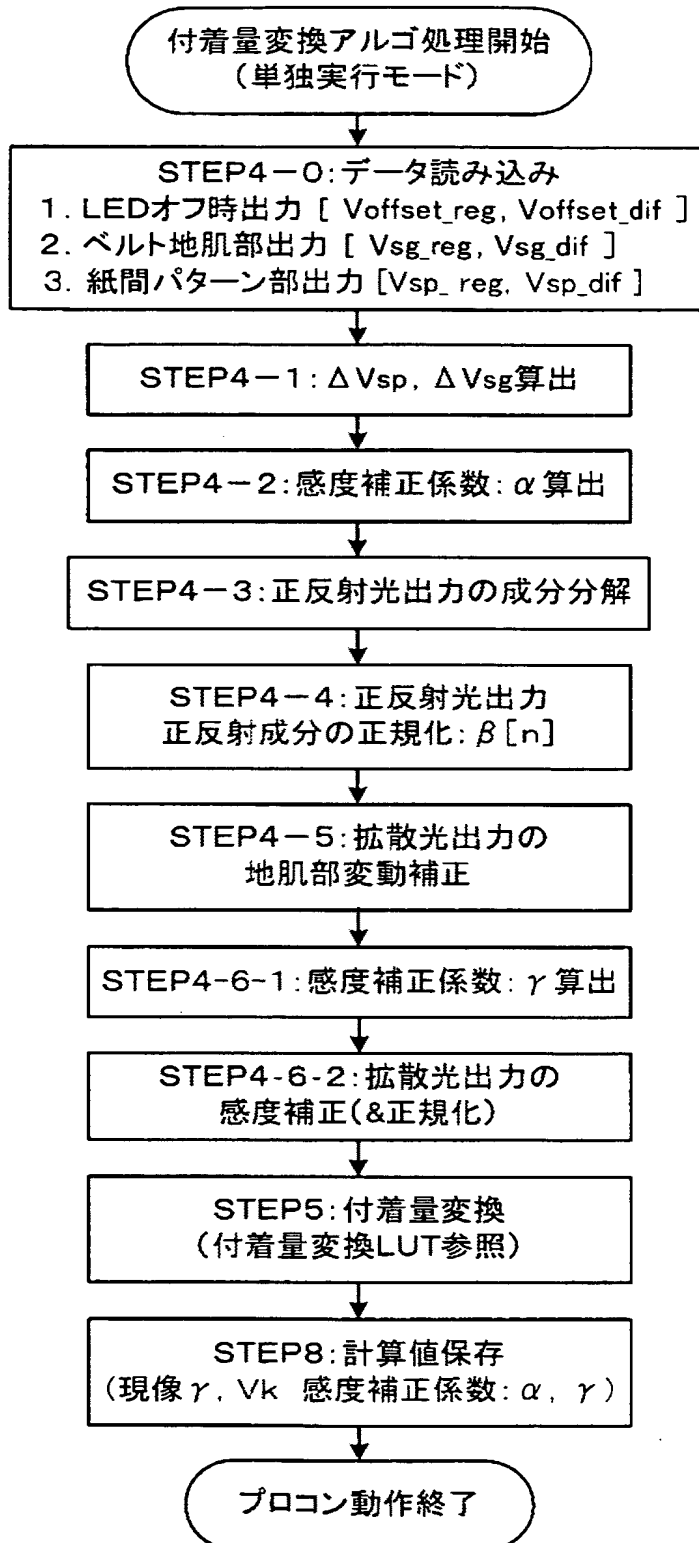 付着量変換アルゴ処理開始
(単独実行モード)
STEP4-0:データ読み込み
1. LEDオフ時出力 [ Voffset_reg, Voffset_dif ]
2. ベルト地肌部出力 [ Vsg_reg, Vsg_dif ]
3. 紙間パターン部出力 [Vsp_ reg, Vsp_dif ]
STEP4-1:ΔVsp, ΔVsg算出
STEP4-2:感度補正係数:α算出
STEP4-3:正反射光出力の成分分解
STEP4-4:正反射光出力
正反射成分の正規化:β[n]
STEP4-5:拡散光出力の
地肌部変動補正
STEP4-6-1:感度補正係数:γ算出
STEP4-6-2:拡散光出力の
感度補正(&正規化)
STEP5:付着量変換
(付着量変換LUT参照)
STEP8:計算値保存
(現像γ, Vk 感度補正係数:α, γ)
プロコン動作終了